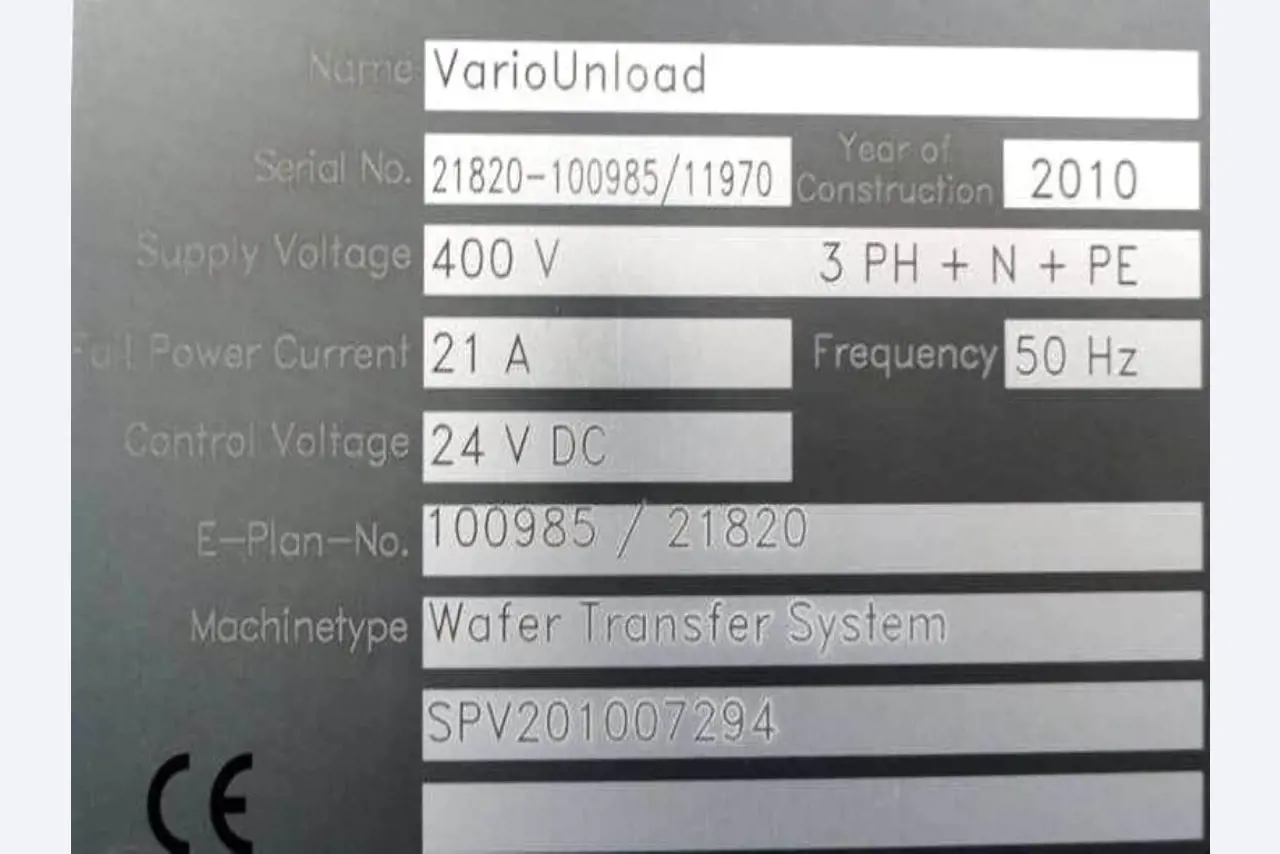 Name VarioUnload
Serial No. 21820-100985/11970 Year of Construction 2010
Supply Voltage 400 V 3 PH + N + PE
Full Power Current 21 A Frequency 50 Hz
Control Voltage 24 V DC
E-Plan-No. 100985 / 21820
Machinetype Wafer Transfer System
SPV201007294
CE